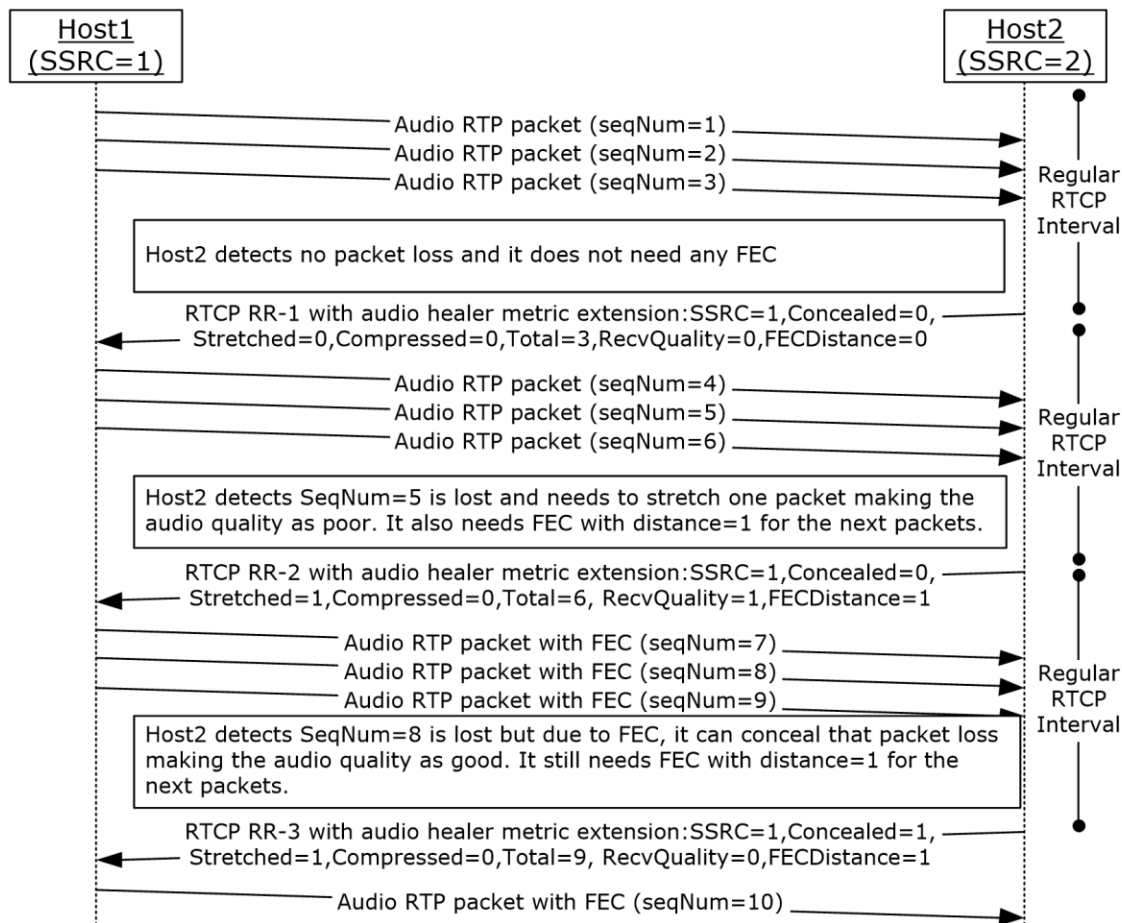 Host1
(SSRC=1)
Host2
(SSRC=2)
Audio RTP packet (seqNum=1)
Audio RTP packet (seqNum=2)
Audio RTP packet (seqNum=3)
Regular
RTCP
Interval
Host2 detects no packet loss and it does not need any FEC
RTCP RR-1 with audio healer metric extension:SSRC=1,Concealed=0,
Stretched=0,Compressed=0,Total=3,RecvQuality=0,FECDistance=0
Audio RTP packet (seqNum=4)
Audio RTP packet (seqNum=5)
Audio RTP packet (seqNum=6)
Regular
RTCP
Interval
Host2 detects SeqNum=5 is lost and needs to stretch one packet making the
audio quality as poor. It also needs FEC with distance=1 for the next packets.
RTCP RR-2 with audio healer metric extension:SSRC=1,Concealed=0,
Stretched=1,Compressed=0,Total=6, RecvQuality=1,FECDistance=1
Audio RTP packet with FEC (seqNum=7)
Audio RTP packet with FEC (seqNum=8)
Audio RTP packet with FEC (seqNum=9)
Regular
RTCP
Interval
Host2 detects SeqNum=8 is lost but due to FEC, it can conceal that packet loss
making the audio quality as good. It still needs FEC with distance=1 for the
next packets.
RTCP RR-3 with audio healer metric extension:SSRC=1,Concealed=1,
Stretched=1,Compressed=0,Total=9, RecvQuality=0,FECDistance=1
Audio RTP packet with FEC (seqNum=10)